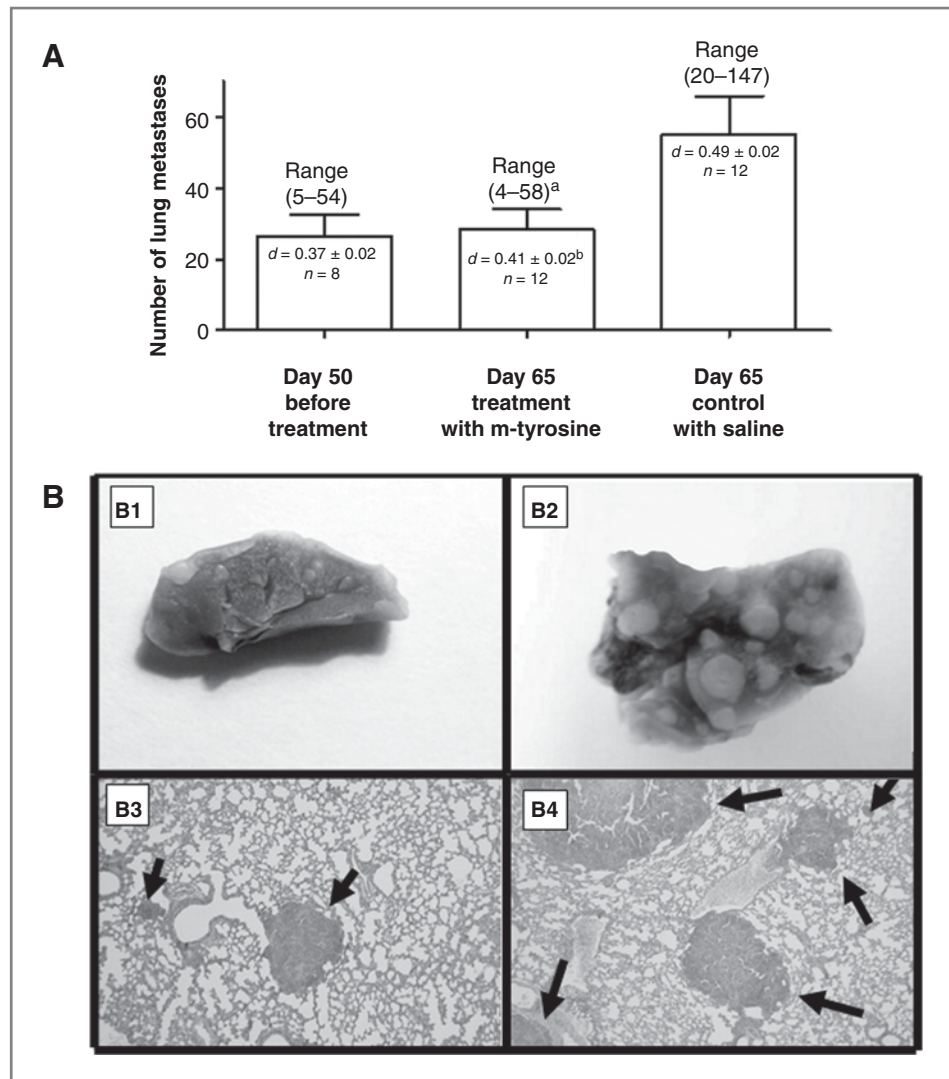 A
Number of lung metastases
60
40
20
0
Range
(5–54)
d = 0.37 ± 0.02
n = 8
Range
(4–58)ᵃ
d = 0.41 ± 0.02ᵇ
n = 12
Range
(20–147)
d = 0.49 ± 0.02
n = 12
Day 50
before
treatment
Day 65
treatment
with m-tyrosine
Day 65
control
with saline
B
B1
B2
B3
B4